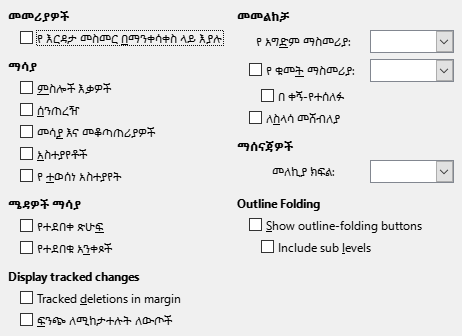 መመሪያዎች
የ እርዳታ መስመር በማንቀሳቀስ ላይ እያሉ
ማሳያ
ምስሎች እቃዎች
ሰንጠረዥ
መሳያ እና መቆጣጠሪያዎች
አስተያየቶች
የ ተወሰነ አስተያየት
ሜዳዎች ማሳያ
የተደበቀ ጽሁፍ
የተደበቁ አንቀጾች
Display tracked changes
Tracked deletions in margin
ፍንጭ ለሚከታተሉት ለውጦች
መመልከቻ
የ አግድም ማስመሪያ:
የ ቁመት ማስመሪያ:
በ ቀኝ-የተሰለፉ
ለስላሳ መሸብለያ
ማሰናጃዎች
መለኪያ ክፍል:
Outline Folding
Show outline-folding buttons
Include sub levels